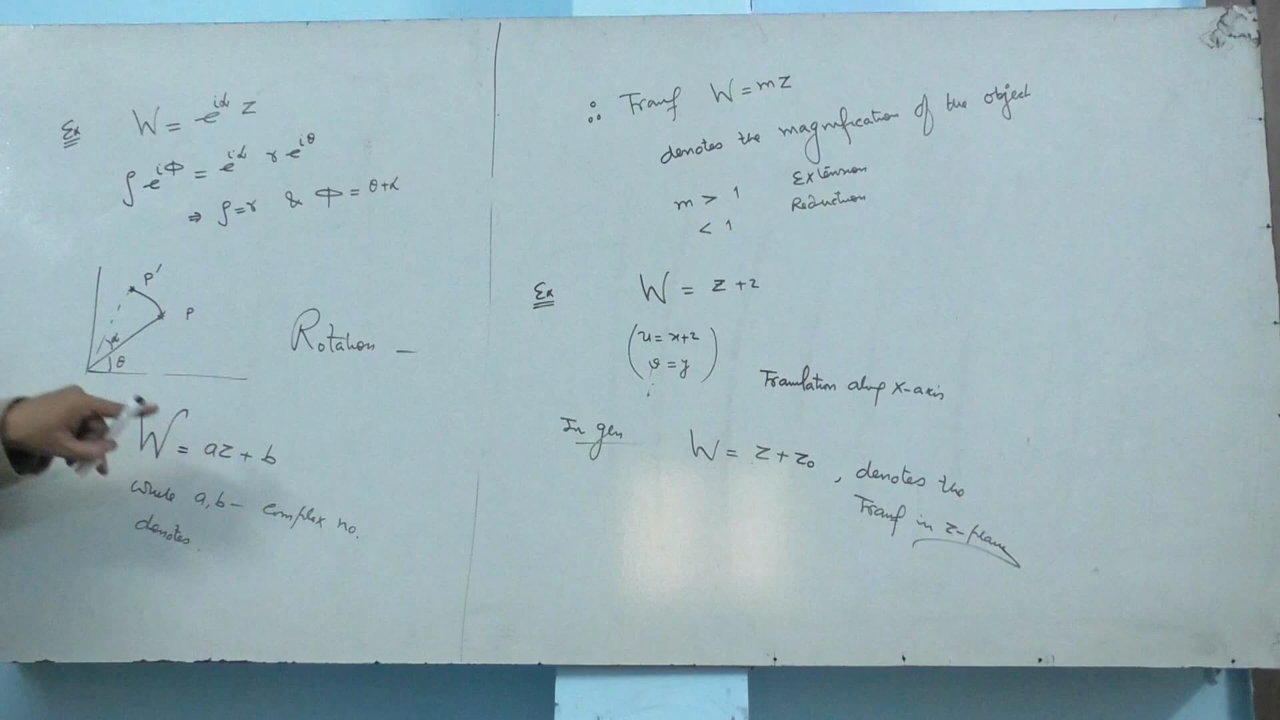 Ex W = e^{iα} z
ρ e^{iΦ} = e^{iα} r e^{iθ}
⇒ ρ = r & Φ = θ+α
P'
P
α
θ
Rotation —
W = az + b
where a,b - complex no.
denotes.
∴ Transf W = mz
denotes the magnification of the object
m > 1 Extension
< 1 Reduction
Ex W = z + 2
(u = x+2
v = y)
Translation along x-axis
In gen W = z + z₀ , denotes the
Transf in z-plane